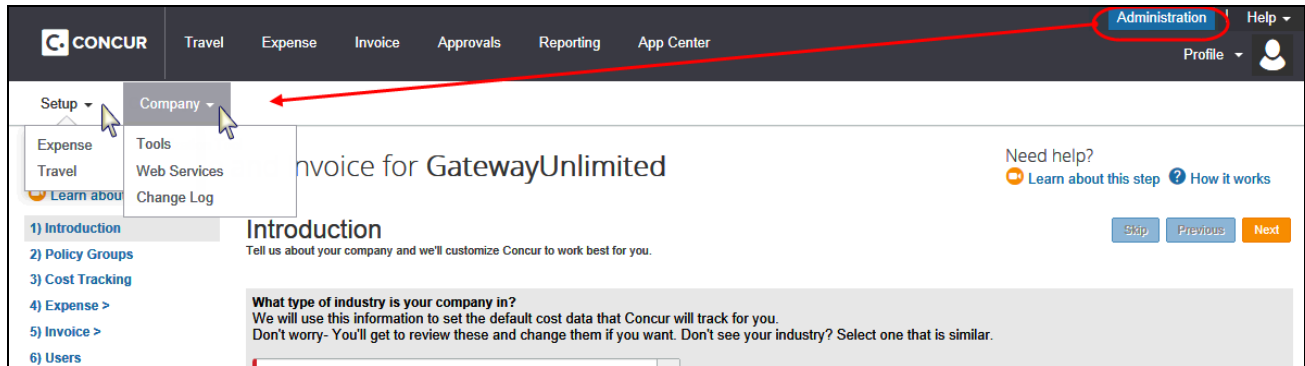 Administration | Help
C. CONCUR Travel Expense Invoice Approvals Reporting App Center
Profile
Setup Company
Expense
Travel
Tools
Web Services
Change Log
nvoice for GatewayUnlimited
Need help?
Learn about this step ? How it works
Learn abou
1) Introduction
2) Policy Groups
3) Cost Tracking
4) Expense >
5) Invoice >
6) Users
Introduction
Tell us about your company and we'll customize Concur to work best for you.
Skip Previous Next
What type of industry is your company in?
We will use this information to set the default cost data that Concur will track for you.
Don't worry- You'll get to review these and change them if you want. Don't see your industry? Select one that is similar.